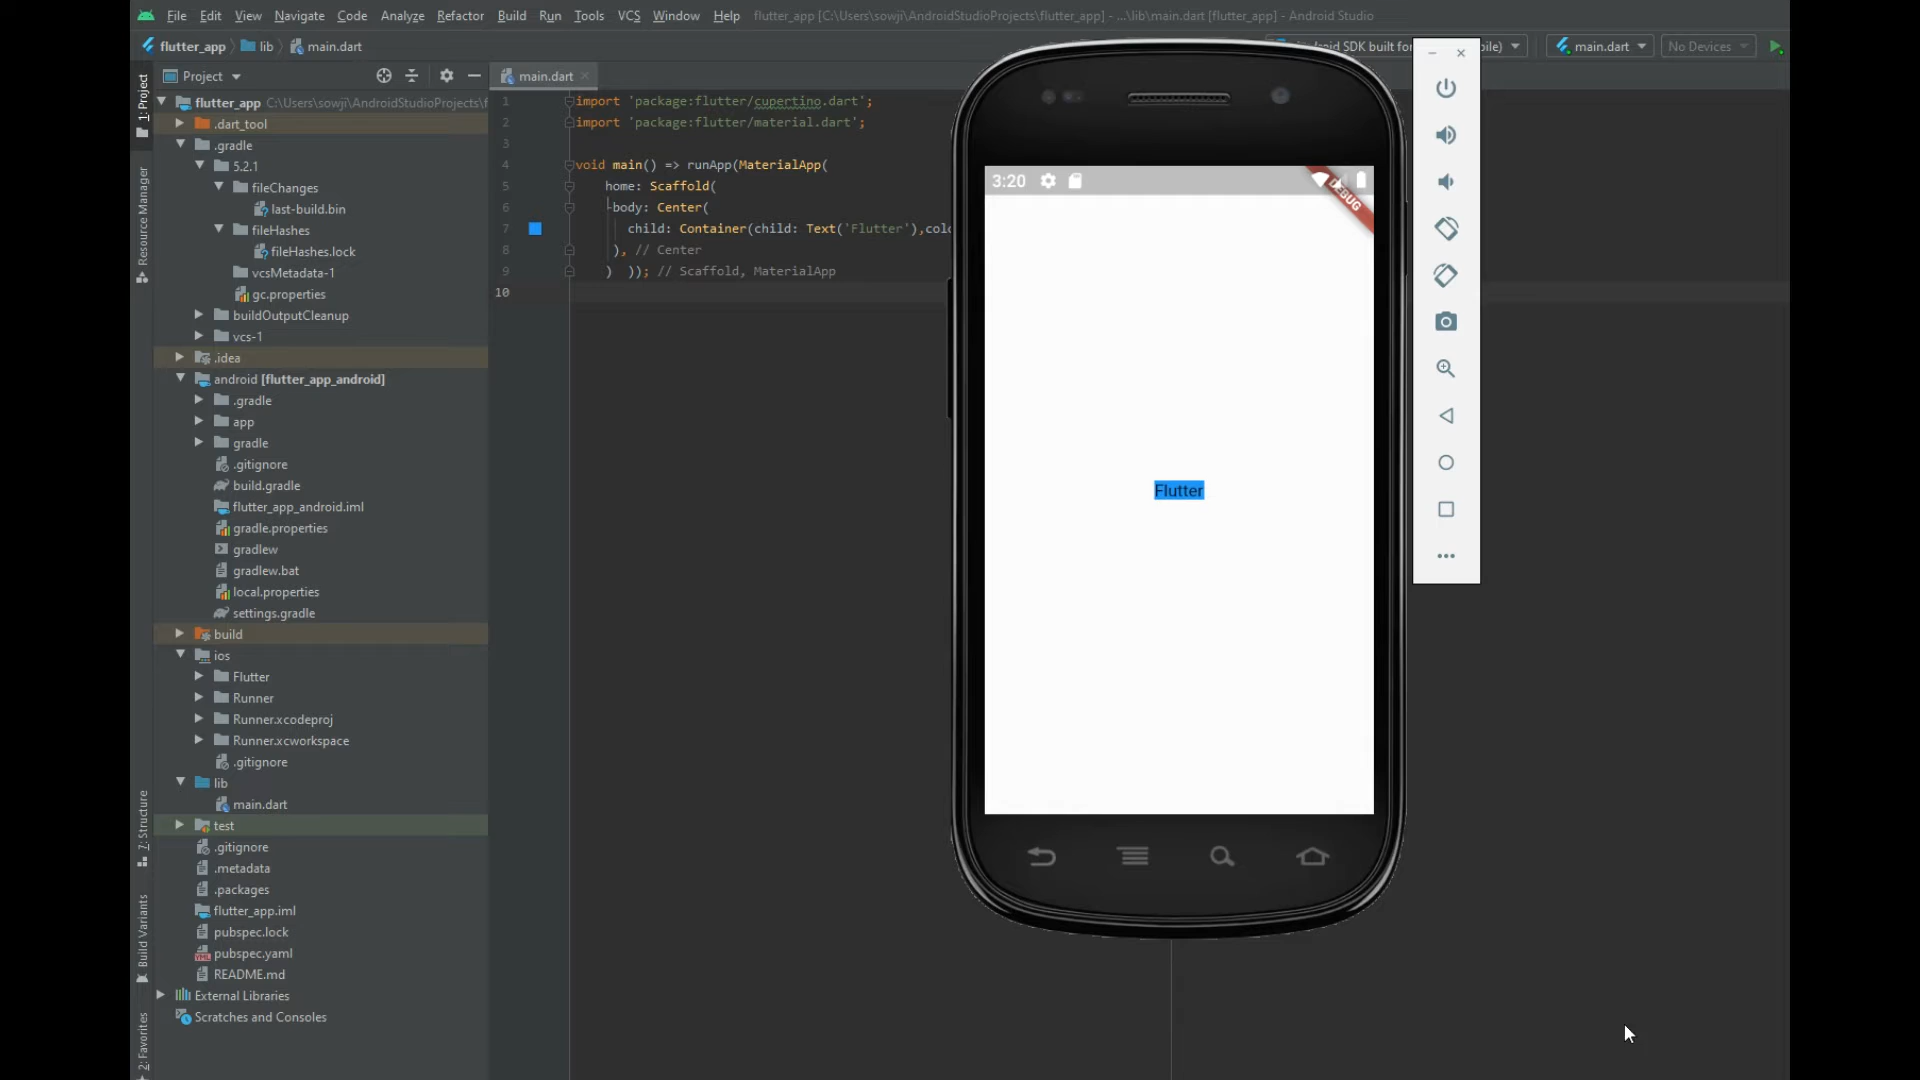 File Edit View Navigate Code Analyze Refactor Build Run Tools VCS Window Help flutter_app [C:\Users\sowji\AndroidStudioProjects\flutter_app] - ...\lib\main.dart [flutter_app] - Android Studio
flutter_app lib main.dart
SDK built for
main.dart
No Devices
1: Project
Resource Manager
7: Structure
Build Variants
2: Favorites
Project
flutter_app C:\Users\sowji\AndroidStudioProjects\f
.dart_tool
.gradle
5.2.1
fileChanges
last-build.bin
fileHashes
fileHashes.lock
vcsMetadata-1
gc.properties
buildOutputCleanup
vcs-1
.idea
android [flutter_app_android]
.gradle
app
gradle
.gitignore
build.gradle
flutter_app_android.iml
gradle.properties
gradlew
gradlew.bat
local.properties
settings.gradle
build
ios
Flutter
Runner
Runner.xcodeproj
Runner.xcworkspace
.gitignore
lib
main.dart
test
.gitignore
.metadata
.packages
flutter_app.iml
pubspec.lock
pubspec.yaml
README.md
External Libraries
Scratches and Consoles
main.dart
1 import 'package:flutter/cupertino.dart';
2 import 'package:flutter/material.dart';
3
4 void main() => runApp(MaterialApp(
5 home: Scaffold(
6 body: Center(
7 child: Container(child: Text('Flutter'),colo
8 ), // Center
9 ) )); // Scaffold, MaterialApp
10
3:20
DEBUG
Flutter